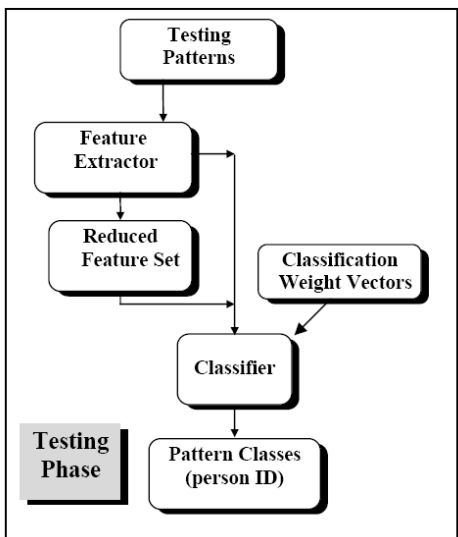 Testing
Patterns
Feature
Extractor
Reduced
Feature Set
Classification
Weight Vectors
Classifier
Testing
Phase
Pattern Classes
(person ID)